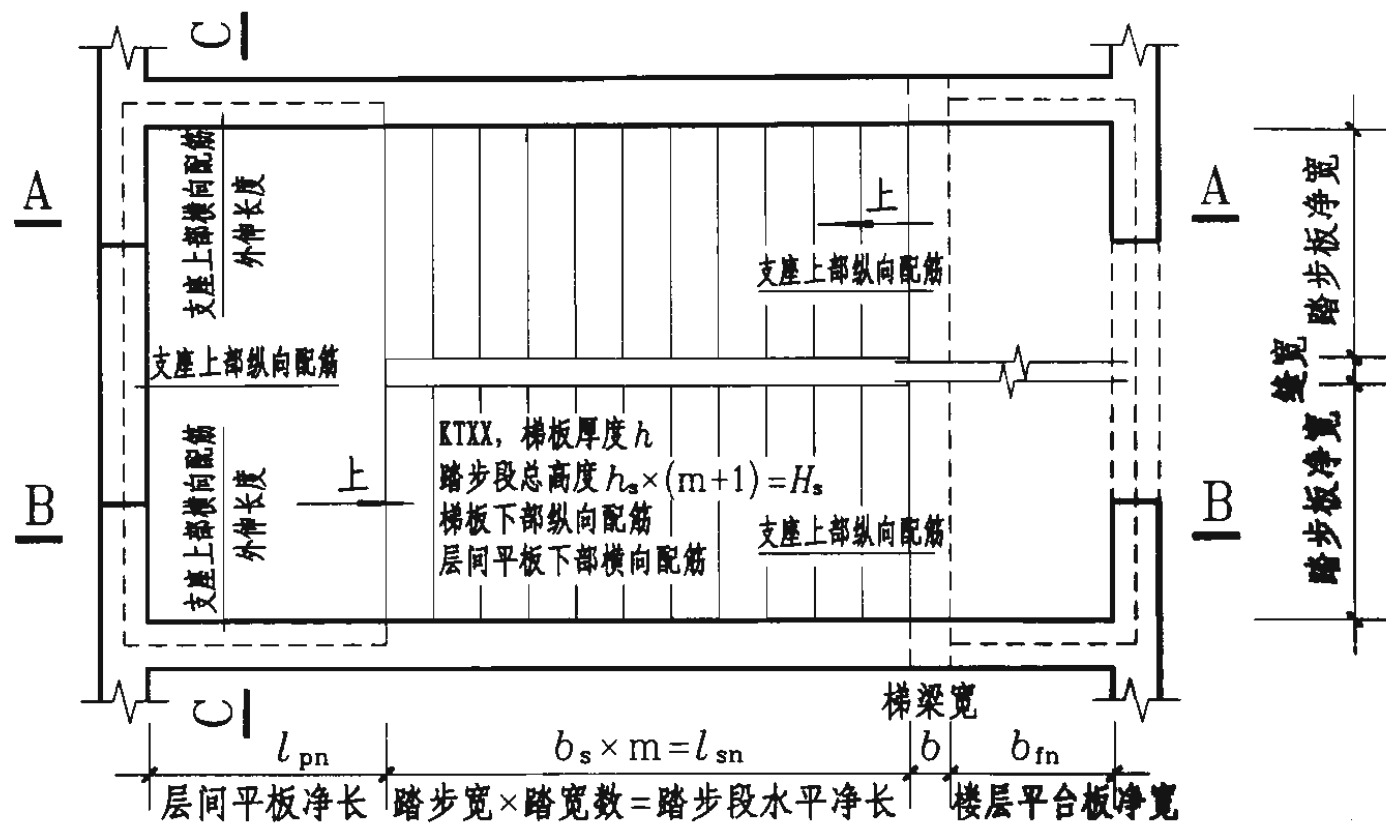 C
A
A
支座上部横向配筋
外伸长度
上
支座上部纵向配筋
踏步板净宽
支座上部纵向配筋
缝宽
KTXX, 梯板厚度h
踏步段总高度hₛ×(m+1)=Hₛ
梯板下部纵向配筋
层间平板下部横向配筋
支座上部横向配筋
外伸长度
上
支座上部纵向配筋
踏步板净宽
B
B
C
梯梁宽
lpn
bₛ×m=lsn
b
bfn
层间平板净长
踏步宽×踏宽数=踏步段水平净长
楼层平台板净宽